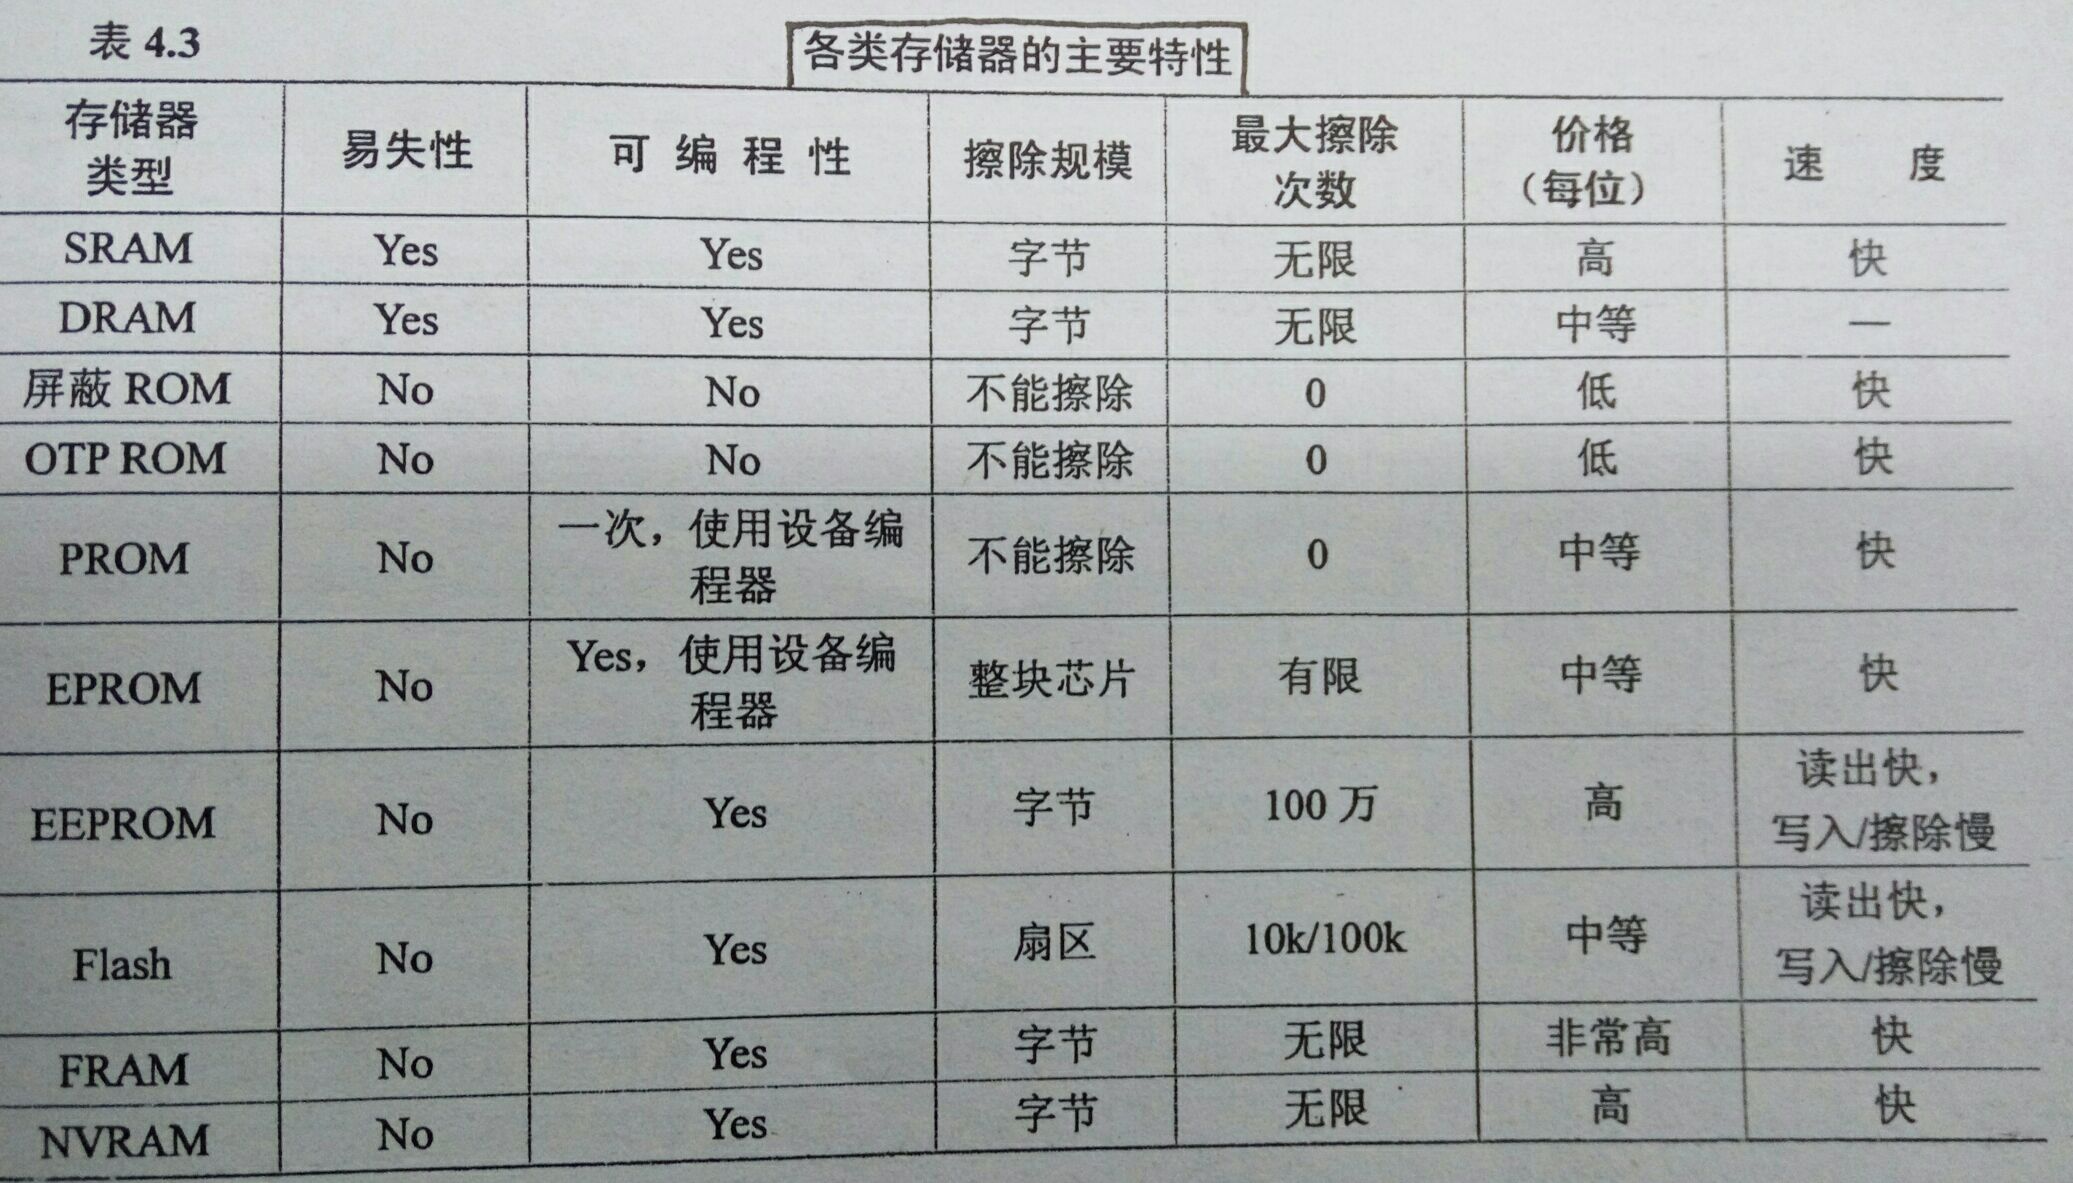 表 4.3
各类存储器的主要特性
存储器
类型
易失性
可 编 程 性
擦除规模
最大擦除
次数
价格
（每位）
速 度
SRAM Yes Yes 字节 无限 高 快
DRAM Yes Yes 字节 无限 中等 —
屏蔽 ROM No No 不能擦除 0 低 快
OTP ROM No No 不能擦除 0 低 快
PROM No 一次，使用设备编
程器
不能擦除 0 中等 快
EPROM No Yes，使用设备编
程器
整块芯片 有限 中等 快
EEPROM No Yes 字节 100 万 高 读出快，
写入/擦除慢
Flash No Yes 扇区 10k/100k 中等 读出快，
写入/擦除慢
FRAM No Yes 字节 无限 非常高 快
NVRAM No Yes 字节 无限 高 快